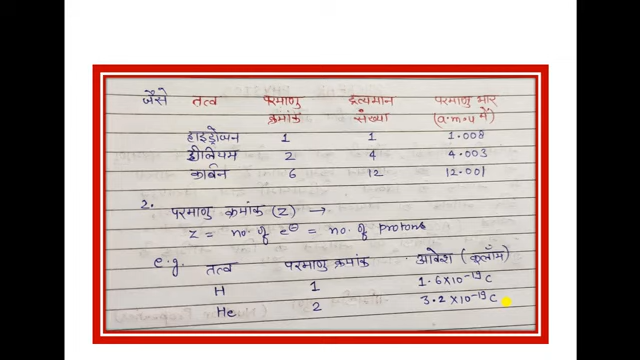 जैसे तत्व परमाणु द्रव्यमान परमाणु भार
क्रमांक संख्या (a.m.u में)
हाइड्रोजन 1 1 1.008
हीलियम 2 4 4.003
कार्बन 6 12 12.001
2. परमाणु क्रमांक (Z) →
Z = no. of e⊖ = no. of protons
e.g. तत्व परमाणु क्रमांक आवेश (कूलॉम)
H 1 1.6×10⁻¹⁹ C
He 2 3.2×10⁻¹⁹ C